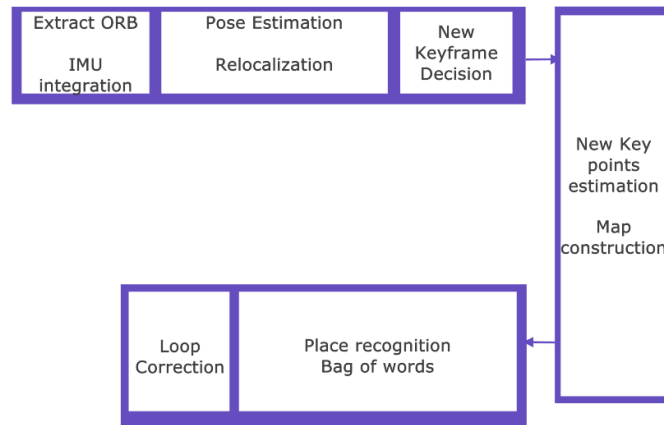 Extract ORB
IMU
integration
Pose Estimation
Relocalization
New
Keyframe
Decision
New Key
points
estimation
Map
construction
Loop
Correction
Place recognition
Bag of words